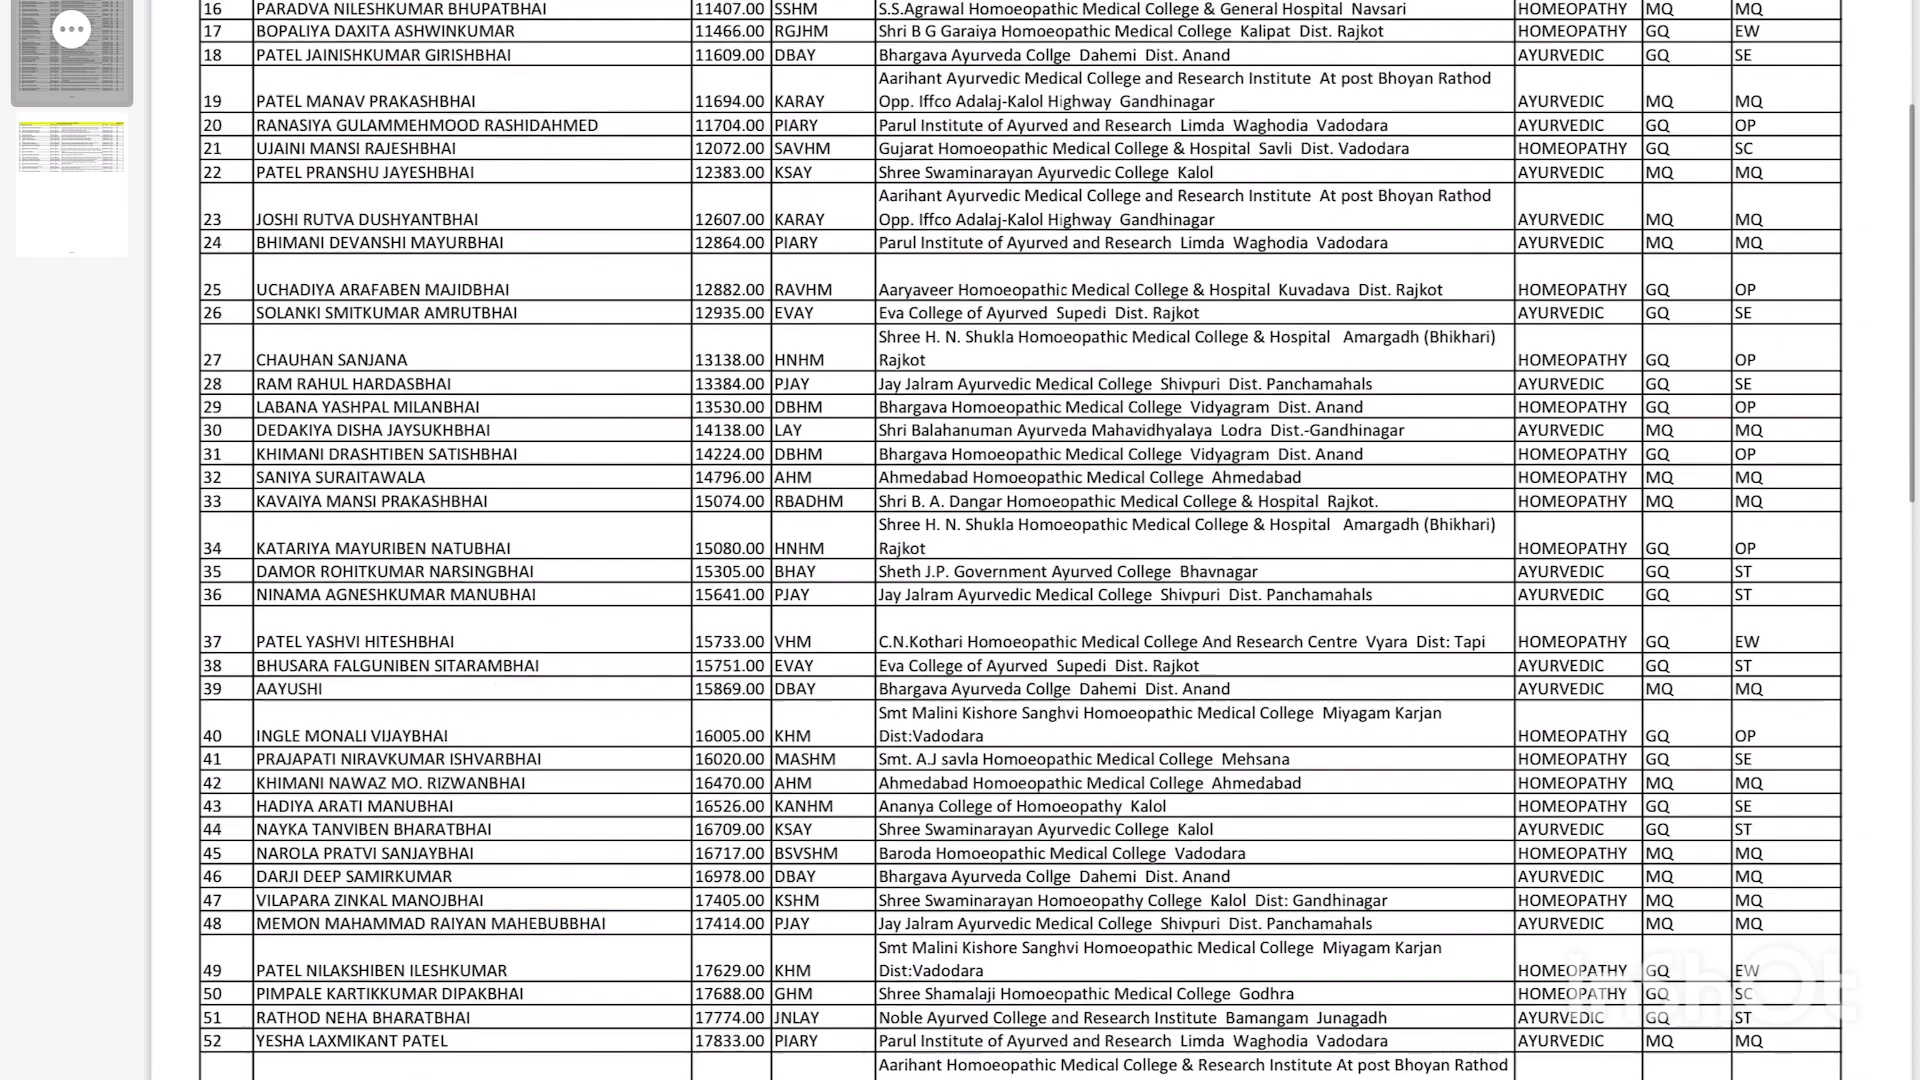 16 PARADVA NILESHKUMAR BHUPATBHAI 11407.00 SSHM S.S.Agrawal Homoeopathic Medical College & General Hospital Navsari HOMEOPATHY MQ MQ
17 BOPALIYA DAXITA ASHWINKUMAR 11466.00 RGJHM Shri B G Garaiya Homoeopathic Medical College Kalipat Dist. Rajkot HOMEOPATHY GQ EW
18 PATEL JAINISHKUMAR GIRISHBHAI 11609.00 DBAY Bhargava Ayurveda Collge Dahemi Dist. Anand AYURVEDIC GQ SE
Aarihant Ayurvedic Medical College and Research Institute At post Bhoyan Rathod
19 PATEL MANAV PRAKASHBHAI 11694.00 KARAY Opp. Iffco Adalaj-Kalol Highway Gandhinagar AYURVEDIC MQ MQ
20 RANASIYA GULAMMEHMOOD RASHIDAHMED 11704.00 PIARY Parul Institute of Ayurved and Research Limda Waghodia Vadodara AYURVEDIC GQ OP
21 UJAINI MANSI RAJESHBHAI 12072.00 SAVHM Gujarat Homoeopathic Medical College & Hospital Savli Dist. Vadodara HOMEOPATHY GQ SC
22 PATEL PRANSHU JAYESHBHAI 12383.00 KSAY Shree Swaminarayan Ayurvedic College Kalol AYURVEDIC MQ MQ
Aarihant Ayurvedic Medical College and Research Institute At post Bhoyan Rathod
23 JOSHI RUTVA DUSHYANTBHAI 12607.00 KARAY Opp. Iffco Adalaj-Kalol Highway Gandhinagar AYURVEDIC MQ MQ
24 BHIMANI DEVANSHI MAYURBHAI 12864.00 PIARY Parul Institute of Ayurved and Research Limda Waghodia Vadodara AYURVEDIC MQ MQ
25 UCHADIYA ARAFABEN MAJIDBHAI 12882.00 RAVHM Aaryaveer Homoeopathic Medical College & Hospital Kuvadava Dist. Rajkot HOMEOPATHY GQ OP
26 SOLANKI SMITKUMAR AMRUTBHAI 12935.00 EVAY Eva College of Ayurved Supedi Dist. Rajkot AYURVEDIC GQ SE
Shree H. N. Shukla Homoeopathic Medical College & Hospital Amargadh (Bhikhari)
27 CHAUHAN SANJANA 13138.00 HNHM Rajkot HOMEOPATHY GQ OP
28 RAM RAHUL HARDASBHAI 13384.00 PJAY Jay Jalram Ayurvedic Medical College Shivpuri Dist. Panchamahals AYURVEDIC GQ SE
29 LABANA YASHPAL MILANBHAI 13530.00 DBHM Bhargava Homoeopathic Medical College Vidyagram Dist. Anand HOMEOPATHY GQ OP
30 DEDAKIYA DISHA JAYSUKHBHAI 14138.00 LAY Shri Balahanuman Ayurveda Mahavidhyalaya Lodra Dist.-Gandhinagar AYURVEDIC MQ MQ
31 KHIMANI DRASHTIBEN SATISHBHAI 14224.00 DBHM Bhargava Homoeopathic Medical College Vidyagram Dist. Anand HOMEOPATHY GQ OP
32 SANIYA SURAITAWALA 14796.00 AHM Ahmedabad Homoeopathic Medical College Ahmedabad HOMEOPATHY MQ MQ
33 KAVAIYA MANSI PRAKASHBHAI 15074.00 RBADHM Shri B. A. Dangar Homoeopathic Medical College & Hospital Rajkot. HOMEOPATHY MQ MQ
Shree H. N. Shukla Homoeopathic Medical College & Hospital Amargadh (Bhikhari)
34 KATARIYA MAYURIBEN NATUBHAI 15080.00 HNHM Rajkot HOMEOPATHY GQ OP
35 DAMOR ROHITKUMAR NARSINGBHAI 15305.00 BHAY Sheth J.P. Government Ayurved College Bhavnagar AYURVEDIC GQ ST
36 NINAMA AGNESHKUMAR MANUBHAI 15641.00 PJAY Jay Jalram Ayurvedic Medical College Shivpuri Dist. Panchamahals AYURVEDIC GQ ST
37 PATEL YASHVI HITESHBHAI 15733.00 VHM C.N.Kothari Homoeopathic Medical College And Research Centre Vyara Dist: Tapi HOMEOPATHY GQ EW
38 BHUSARA FALGUNIBEN SITARAMBHAI 15751.00 EVAY Eva College of Ayurved Supedi Dist. Rajkot AYURVEDIC GQ ST
39 AAYUSHI 15869.00 DBAY Bhargava Ayurveda Collge Dahemi Dist. Anand AYURVEDIC MQ MQ
Smt Malini Kishore Sanghvi Homoeopathic Medical College Miyagam Karjan
40 INGLE MONALI VIJAYBHAI 16005.00 KHM Dist:Vadodara HOMEOPATHY GQ OP
41 PRAJAPATI NIRAVKUMAR ISHVARBHAI 16020.00 MASHM Smt. A.J savla Homoeopathic Medical College Mehsana HOMEOPATHY GQ SE
42 KHIMANI NAWAZ MO. RIZWANBHAI 16470.00 AHM Ahmedabad Homoeopathic Medical College Ahmedabad HOMEOPATHY MQ MQ
43 HADIYA ARATI MANUBHAI 16526.00 KANHM Ananya College of Homoeopathy Kalol HOMEOPATHY GQ SE
44 NAYKA TANVIBEN BHARATBHAI 16709.00 KSAY Shree Swaminarayan Ayurvedic College Kalol AYURVEDIC GQ ST
45 NAROLA PRATVI SANJAYBHAI 16717.00 BSVSHM Baroda Homoeopathic Medical College Vadodara HOMEOPATHY MQ MQ
46 DARJI DEEP SAMIRKUMAR 16978.00 DBAY Bhargava Ayurveda Collge Dahemi Dist. Anand AYURVEDIC MQ MQ
47 VILAPARA ZINKAL MANOJBHAI 17405.00 KSHM Shree Swaminarayan Homoeopathy College Kalol Dist: Gandhinagar HOMEOPATHY MQ MQ
48 MEMON MAHAMMAD RAIYAN MAHEBUBBHAI 17414.00 PJAY Jay Jalram Ayurvedic Medical College Shivpuri Dist. Panchamahals AYURVEDIC MQ MQ
Smt Malini Kishore Sanghvi Homoeopathic Medical College Miyagam Karjan
49 PATEL NILAKSHIBEN ILESHKUMAR 17629.00 KHM Dist:Vadodara HOMEOPATHY GQ EW
50 PIMPALE KARTIKKUMAR DIPAKBHAI 17688.00 GHM Shree Shamalaji Homoeopathic Medical College Godhra HOMEOPATHY GQ SC
51 RATHOD NEHA BHARATBHAI 17774.00 JNLAY Noble Ayurved College and Research Institute Bamangam Junagadh AYURVEDIC GQ ST
52 YESHA LAXMIKANT PATEL 17833.00 PIARY Parul Institute of Ayurved and Research Limda Waghodia Vadodara AYURVEDIC MQ MQ
Aarihant Homoeopathic Medical College & Research Institute At post Bhoyan Rathod
InShOt